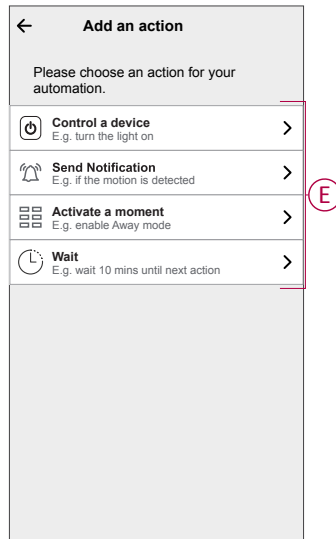 Add an action
Please choose an action for your
automation.
Control a device
E.g. turn the light on
Send Notification
E.g. if the motion is detected
Activate a moment
E.g. enable Away mode
Wait
E.g. wait 10 mins until next action
E